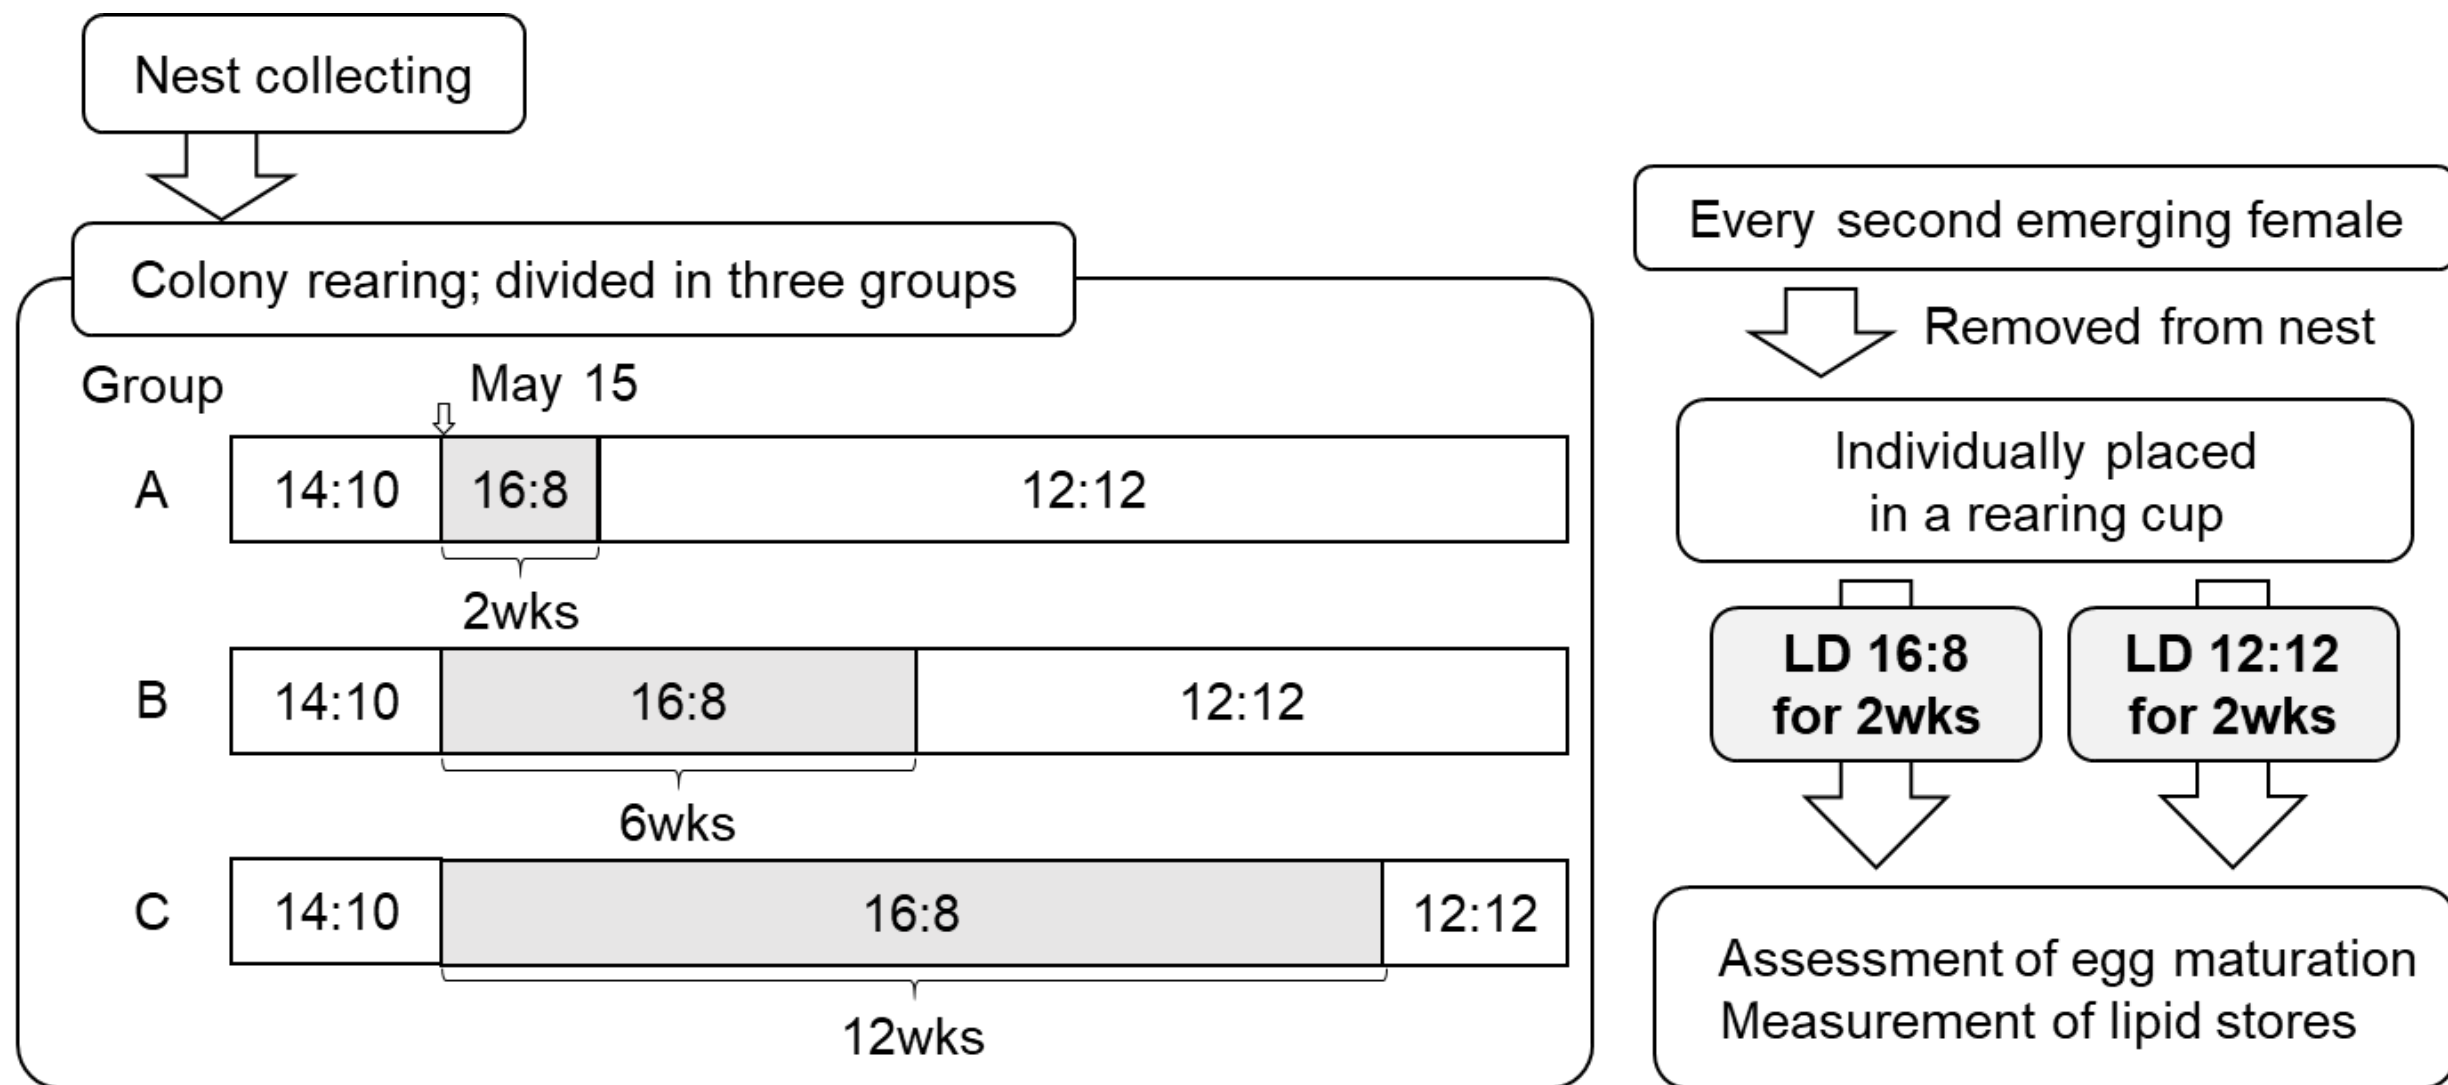 Nest collecting
Colony rearing; divided in three groups
Group
May 15
A
14:10
16:8
12:12
2wks
B
14:10
16:8
12:12
6wks
C
14:10
16:8
12:12
12wks
Every second emerging female
Removed from nest
Individually placed
in a rearing cup
LD 16:8
for 2wks
LD 12:12
for 2wks
Assessment of egg maturation
Measurement of lipid stores